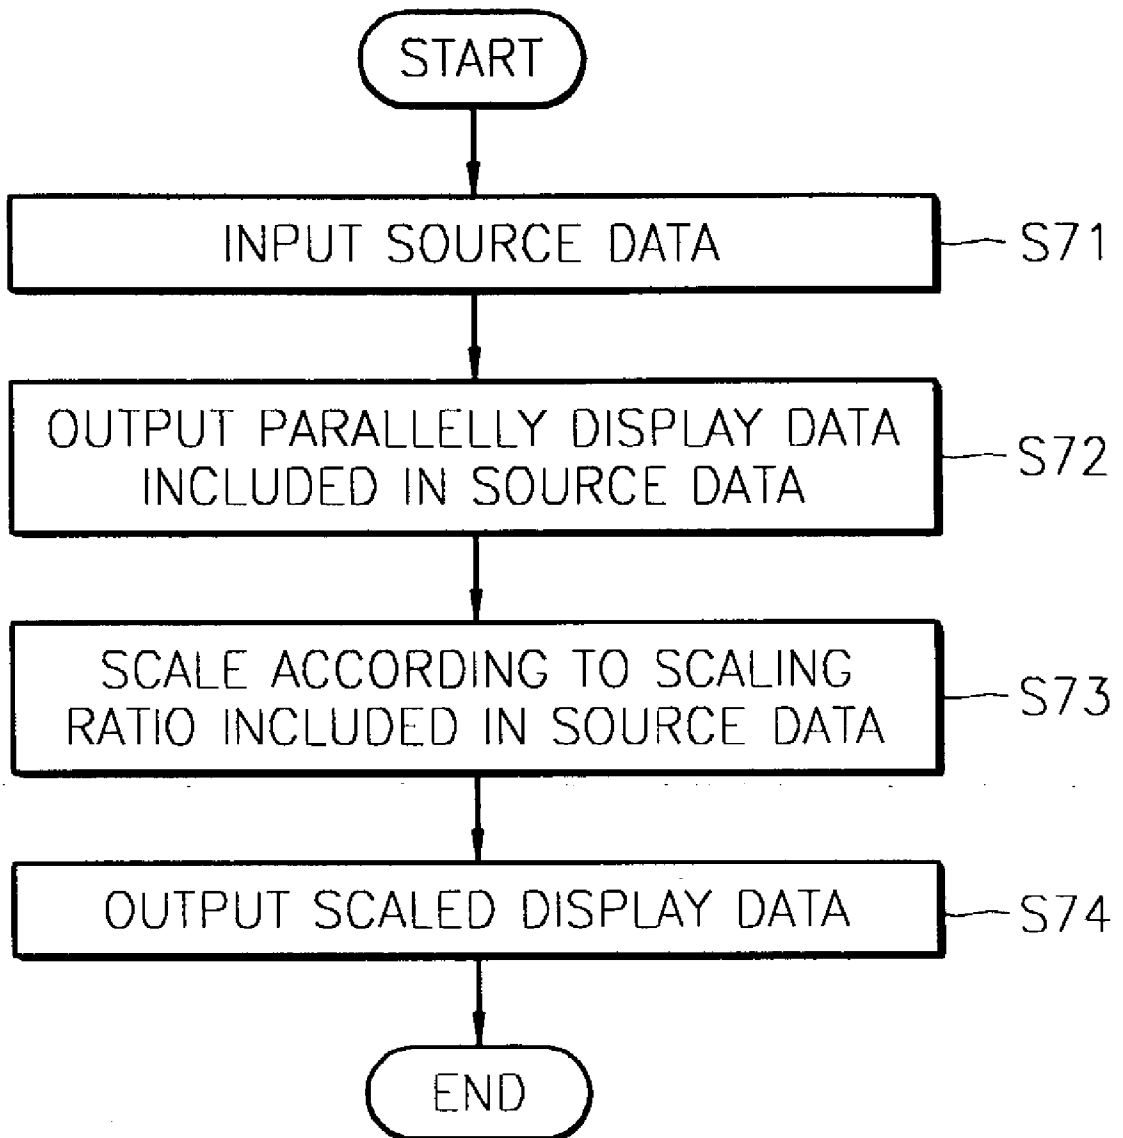 START
INPUT SOURCE DATA
S71
OUTPUT PARALLELLY DISPLAY DATA
INCLUDED IN SOURCE DATA
S72
SCALE ACCORDING TO SCALING
RATIO INCLUDED IN SOURCE DATA
S73
OUTPUT SCALED DISPLAY DATA
S74
END